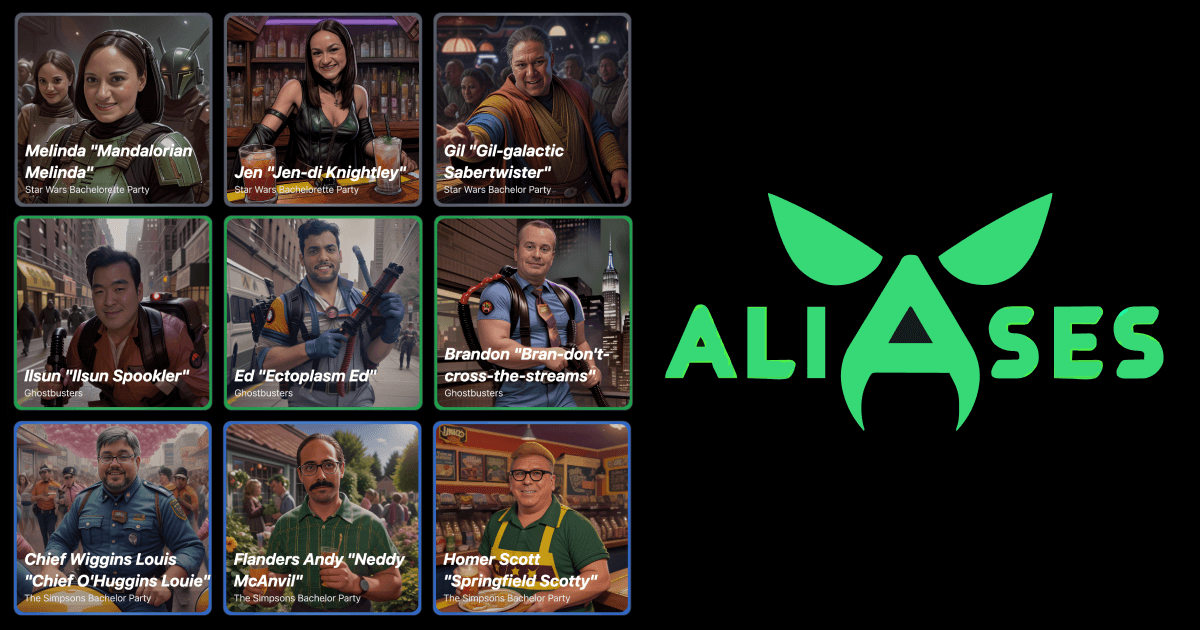 Melinda "Mandalorian
Melinda"
Star Wars Bachelorette Party
Jen "Jen-di Knightley"
Star Wars Bachelorette Party
Gil "Gil-galactic
Sabertwister"
Star Wars Bachelor Party
Ilsun "Ilsun Spookler"
Ghostbusters
Ed "Ectoplasm Ed"
Ghostbusters
Brandon "Bran-don't-
cross-the-streams"
Ghostbusters
Chief Wiggins Louis
"Chief O'Huggins Louie"
The Simpsons Bachelor Party
Flanders Andy "Neddy
McAnvil"
The Simpsons Bachelor Party
Homer Scott
"Springfield Scotty"
The Simpsons Bachelor Party
ALIASES